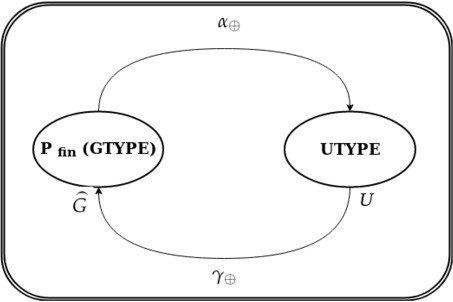 α⊕
P fin (GTYPE) UTYPE
Ĝ U
γ⊕